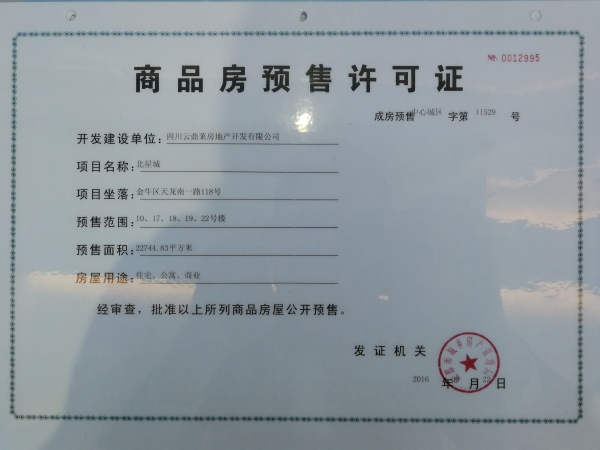 № 0012995
商品房预售许可证
成房预售中心城区字第 11529 号
开发建设单位:四川云鼎莱房地产开发有限公司
项目名称:北星城
项目坐落:金牛区天龙南一路118号
预售范围:10、17、18、19、22号楼
预售面积:22744.83平方米
房屋用途:住宅、公寓、商业
经审查,批准以上所列商品房屋公开预售。
发证机关
2016 年 月 22 日